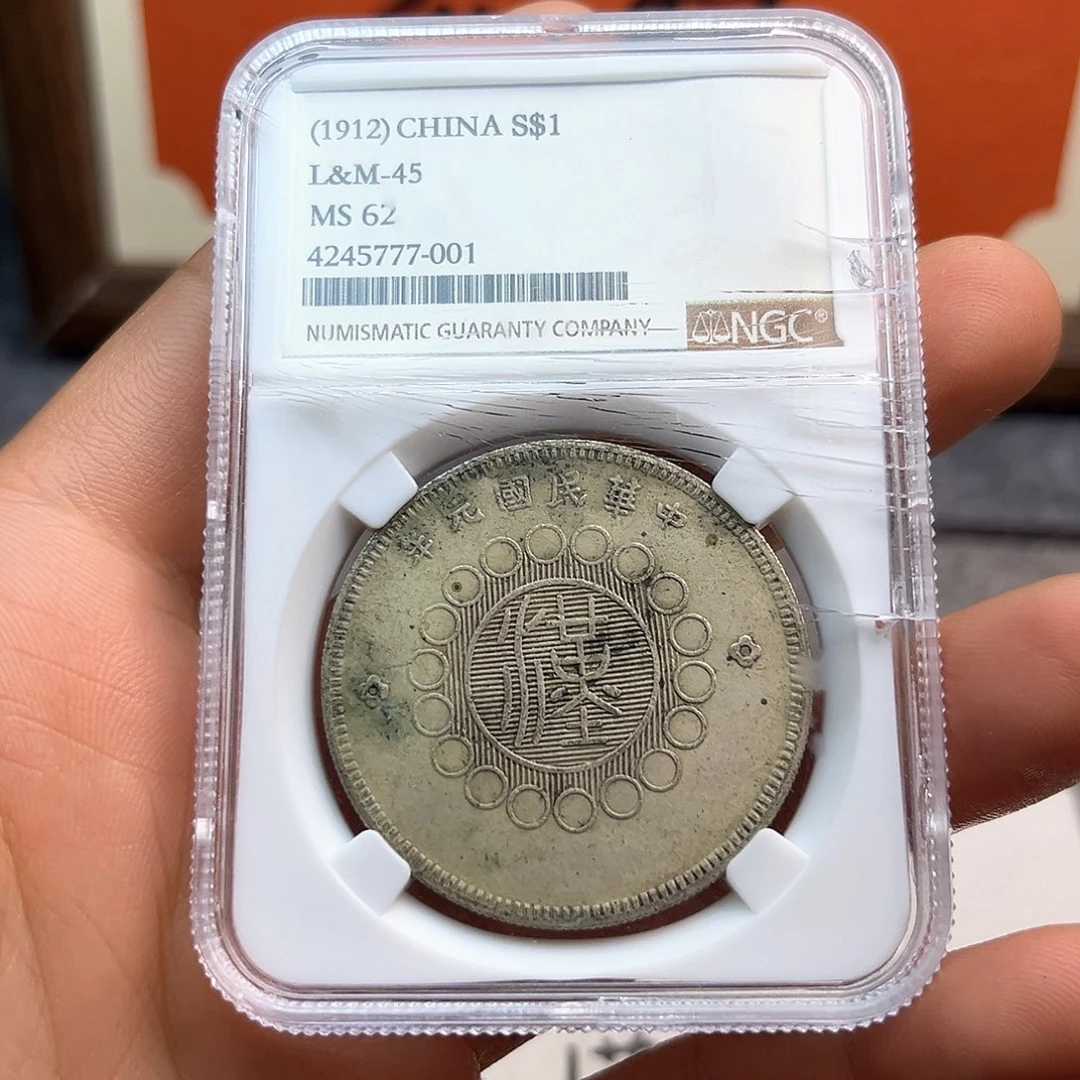 (1912) CHINA S$1
L&M-45
MS 62
4245777-001
NUMISMATIC GUARANTY COMPANY
NGC®
年元國民華中
漢